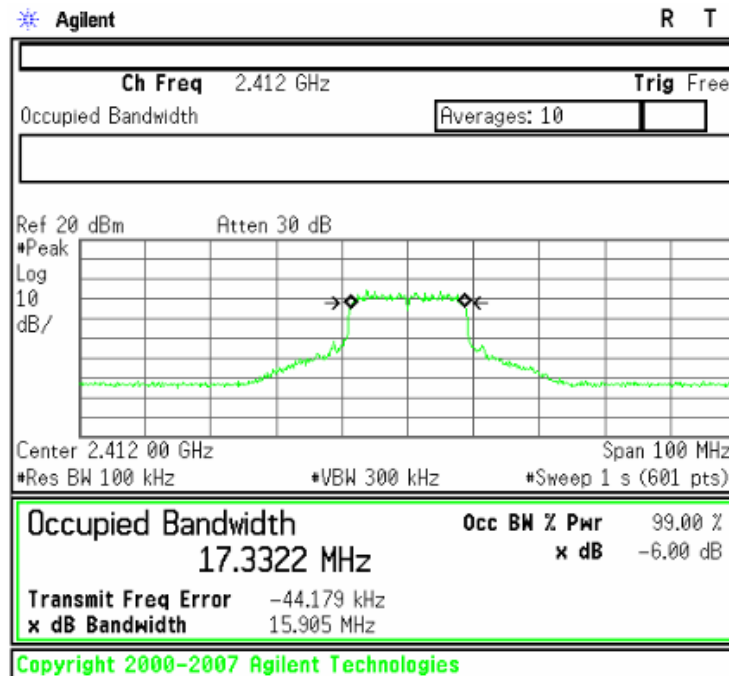 Agilent R T
Ch Freq 2.412 GHz Trig Free
Occupied Bandwidth Averages: 10
Ref 20 dBm Atten 30 dB
#Peak
Log
10
dB/
Center 2.412 00 GHz Span 100 MHz
#Res BW 100 kHz #VBW 300 kHz #Sweep 1 s (601 pts)
Occupied Bandwidth Occ BW % Pwr 99.00 %
17.3322 MHz x dB -6.00 dB
Transmit Freq Error -44.179 kHz
x dB Bandwidth 15.905 MHz
Copyright 2000-2007 Agilent Technologies